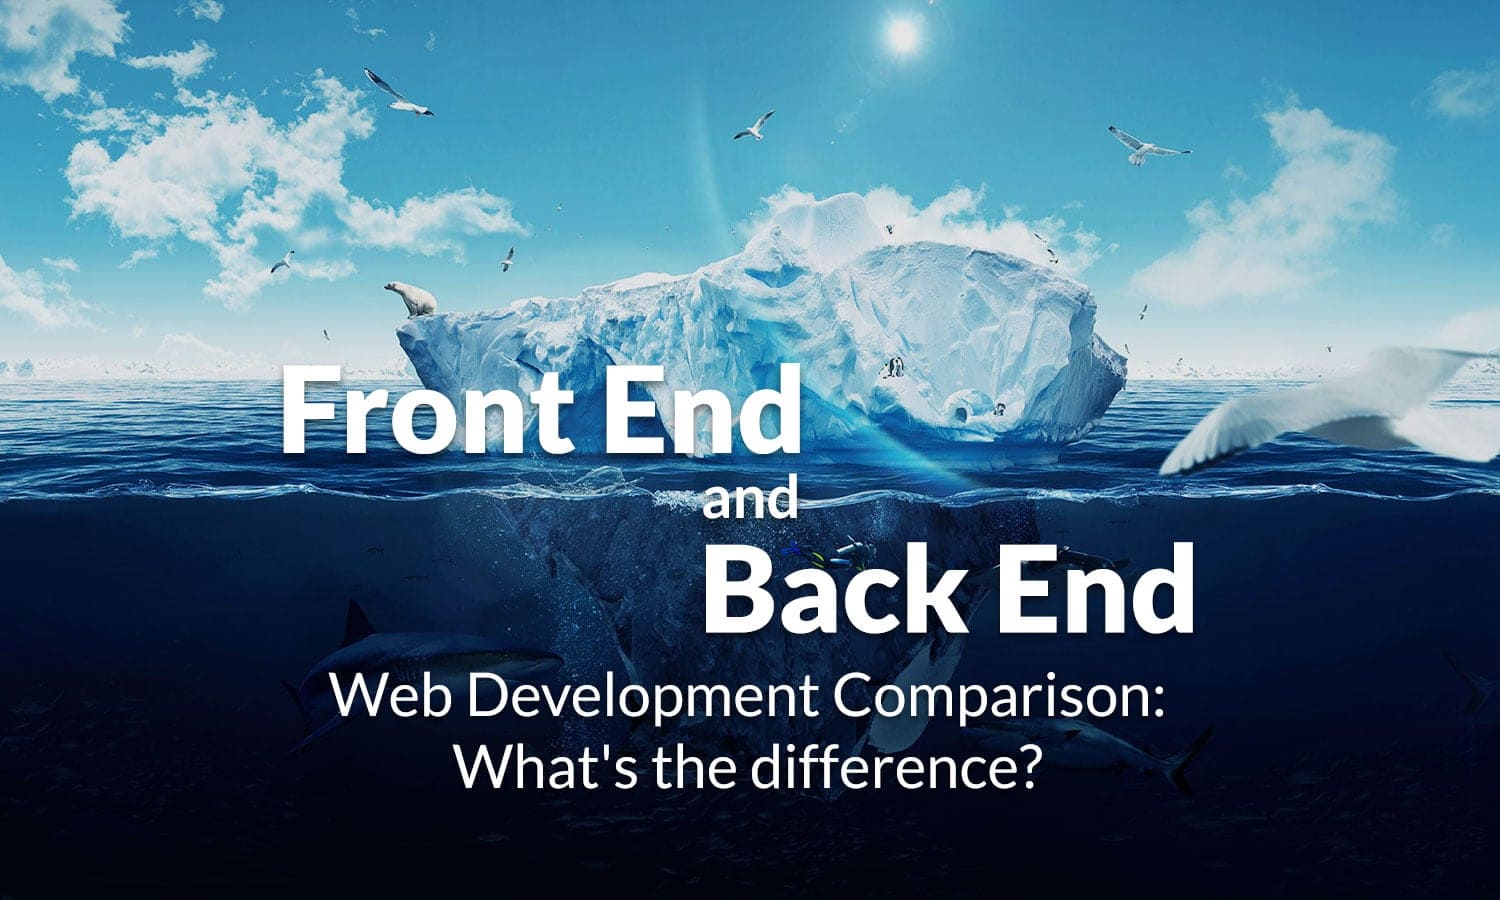 Front End
and
Back End
Web Development Comparison:
What's the difference?